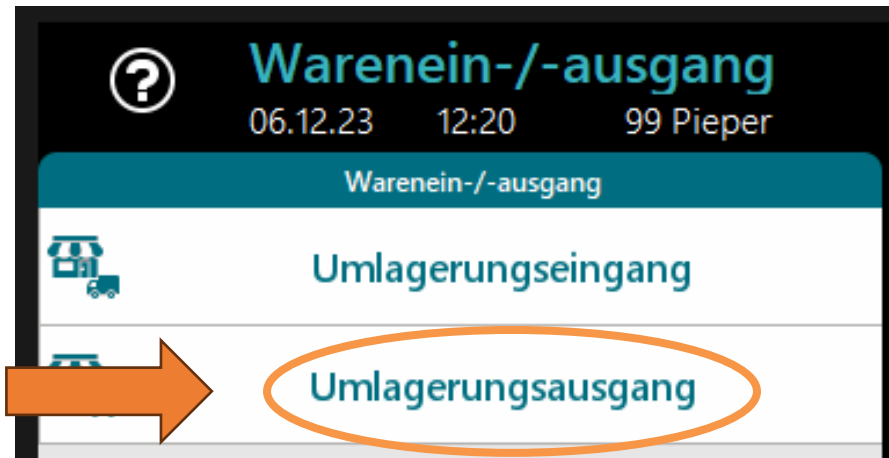 ?
Warenein-/-ausgang
06.12.23 12:20 99 Pieper
Warenein-/-ausgang
Umlagerungseingang
Umlagerungsausgang